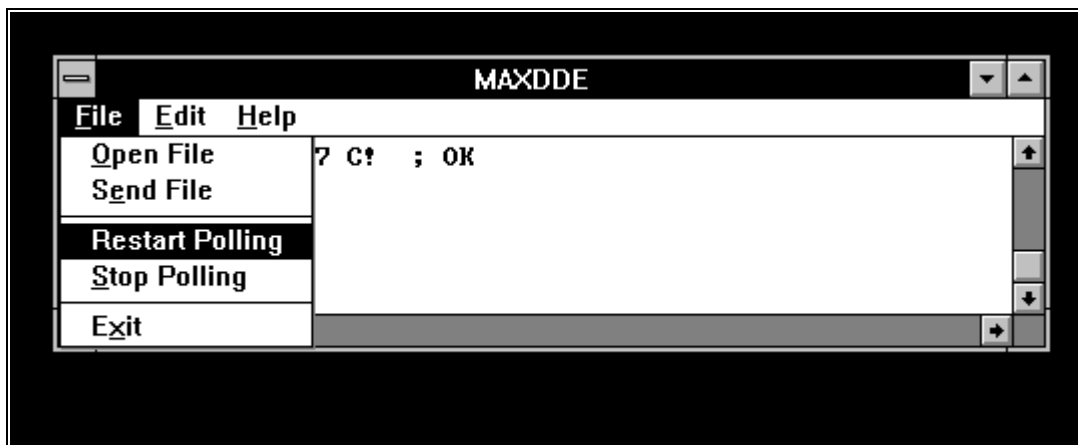 MAXDDE
File Edit Help
Open File
7 C! ; OK
Send File
Restart Polling
Stop Polling
Exit